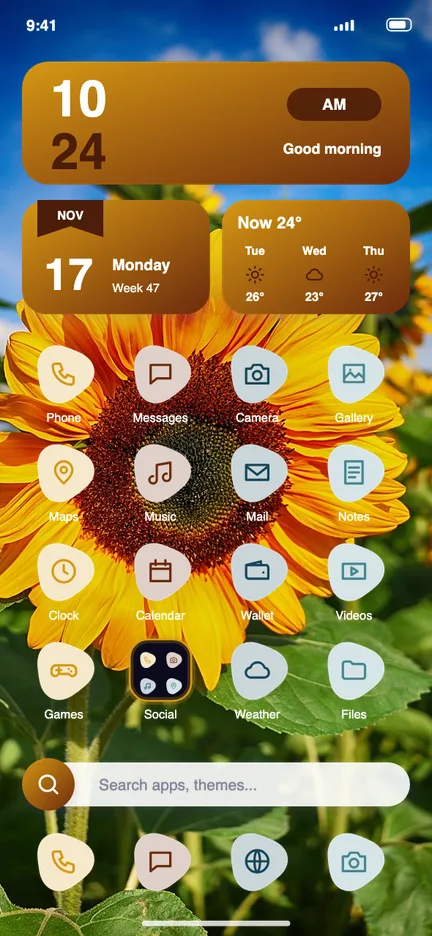 9:41
10
24
AM
Good morning
NOV
17
Monday
Week 47
Now 24°
Tue Wed Thu
26° 23° 27°
Phone Messages Camera Gallery
Maps Music Mail Notes
Clock Calendar Wallet Videos
Games Social Weather Files
Search apps, themes...